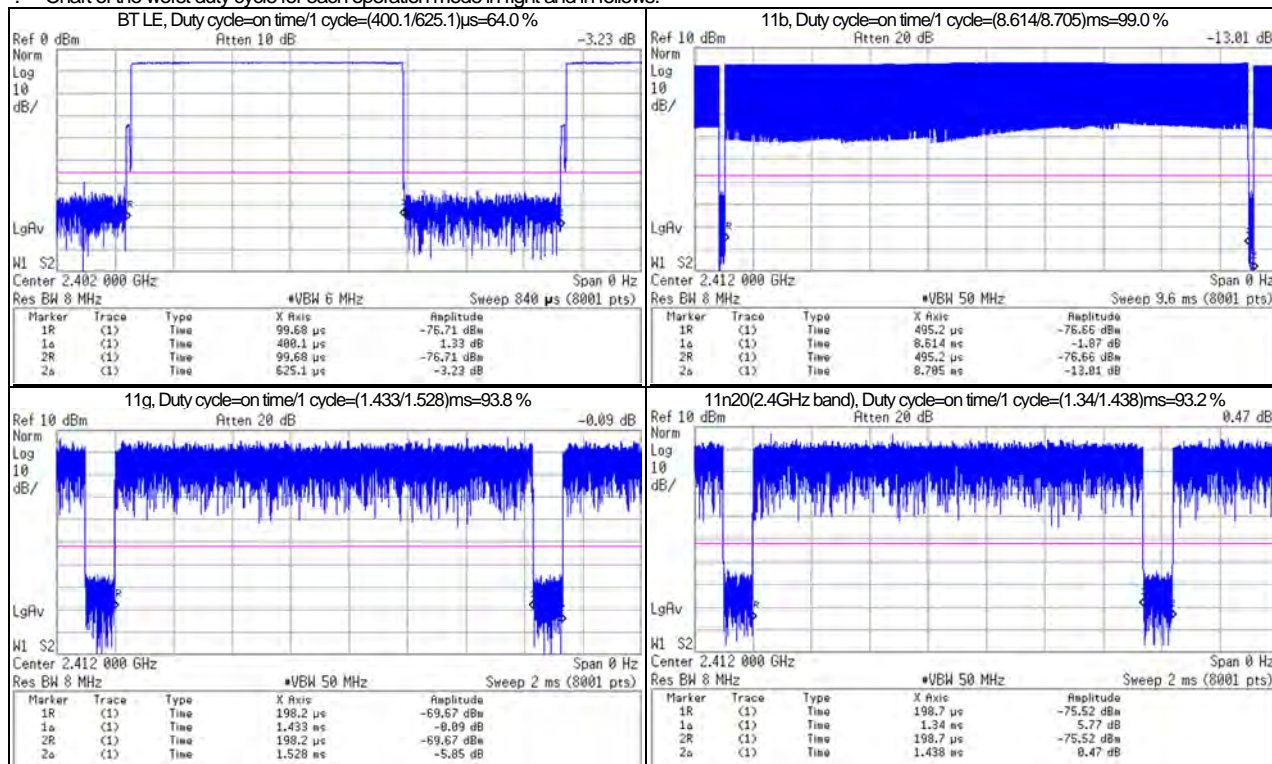 Chart of the worst duty cycle for each operation mode in right and in follows.
BT LE, Duty cycle=on time/1 cycle=(400.1/625.1)µs=64.0 %
Ref 0 dBm Atten 10 dB -3.23 dB
Norm
Log
10
dB/
LgAv
W1 S2
Center 2.402 000 GHz Span 0 Hz
Res BW 8 MHz #VBW 6 MHz Sweep 840 µs (8001 pts)
Marker Trace Type X Axis Amplitude
1R (1) Time 99.68 µs -76.71 dBm
1Δ (1) Time 400.1 µs 1.33 dB
2R (1) Time 99.68 µs -76.71 dBm
2Δ (1) Time 625.1 µs -3.23 dB
11b, Duty cycle=on time/1 cycle=(8.614/8.705)ms=99.0 %
Ref 10 dBm Atten 20 dB -13.01 dB
Norm
Log
10
dB/
LgAv
W1 S2
Center 2.412 000 GHz Span 0 Hz
Res BW 8 MHz #VBW 50 MHz Sweep 9.6 ms (8001 pts)
Marker Trace Type X Axis Amplitude
1R (1) Time 495.2 µs -76.66 dBm
1Δ (1) Time 8.614 ms -1.87 dB
2R (1) Time 495.2 µs -76.66 dBm
2Δ (1) Time 8.705 ms -13.01 dB
11g, Duty cycle=on time/1 cycle=(1.433/1.528)ms=93.8 %
Ref 10 dBm Atten 20 dB -0.09 dB
Norm
Log
10
dB/
R
LgAv
W1 S2
Center 2.412 000 GHz Span 0 Hz
Res BW 8 MHz #VBW 50 MHz Sweep 2 ms (8001 pts)
Marker Trace Type X Axis Amplitude
1R (1) Time 198.2 µs -69.67 dBm
1Δ (1) Time 1.433 ms -0.09 dB
2R (1) Time 198.2 µs -69.67 dBm
2Δ (1) Time 1.528 ms -5.85 dB
11n20(2.4GHz band), Duty cycle=on time/1 cycle=(1.34/1.438)ms=93.2 %
Ref 10 dBm Atten 20 dB 0.47 dB
Norm
Log
10
dB/
R
LgAv
W1 S2
Center 2.412 000 GHz Span 0 Hz
Res BW 8 MHz #VBW 50 MHz Sweep 2 ms (8001 pts)
Marker Trace Type X Axis Amplitude
1R (1) Time 198.7 µs -75.52 dBm
1Δ (1) Time 1.34 ms 5.77 dB
2R (1) Time 198.7 µs -75.52 dBm
2Δ (1) Time 1.438 ms 0.47 dB